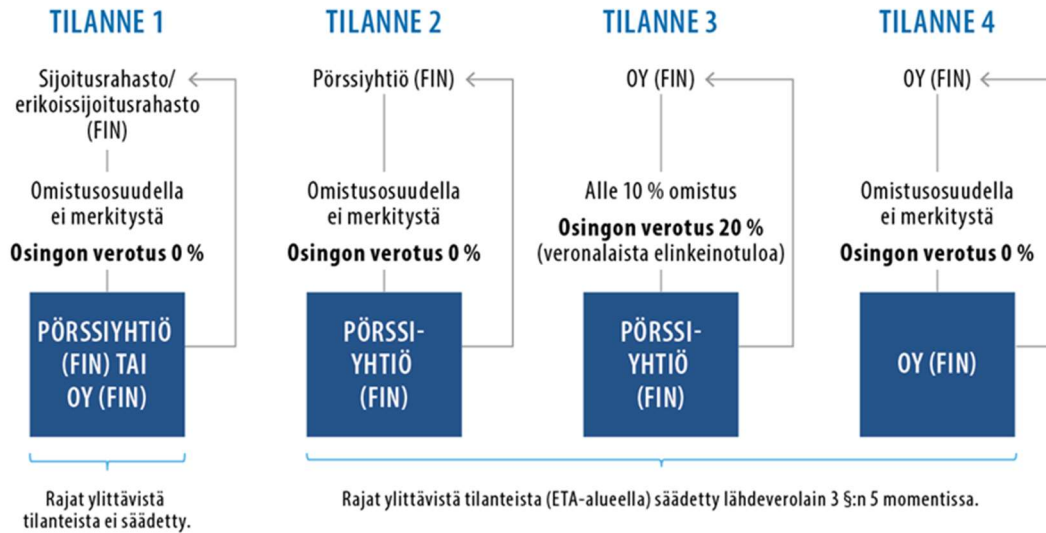 TILANNE 1
Sijoitusrahasto/
erikoissijoitusrahasto
(FIN)
Omistusosuudella
ei merkitystä
Osingon verotus 0 %
PÖRSSIYHTIÖ
(FIN) TAI
OY (FIN)
Rajat ylittävistä
tilanteista ei säädetty.
TILANNE 2
Pörssiyhtiö (FIN)
Omistusosuudella
ei merkitystä
Osingon verotus 0 %
PÖRSSI-
YHTIÖ
(FIN)
TILANNE 3
OY (FIN)
Alle 10 % omistus
Osingon verotus 20 %
(veronalaista elinkeinotuloa)
PÖRSSI-
YHTIÖ
(FIN)
TILANNE 4
OY (FIN)
Omistusosuudella
ei merkitystä
Osingon verotus 0 %
OY (FIN)
Rajat ylittävistä tilanteista (ETA-alueella) säädetty lähdeverolain 3 §:n 5 momentissa.